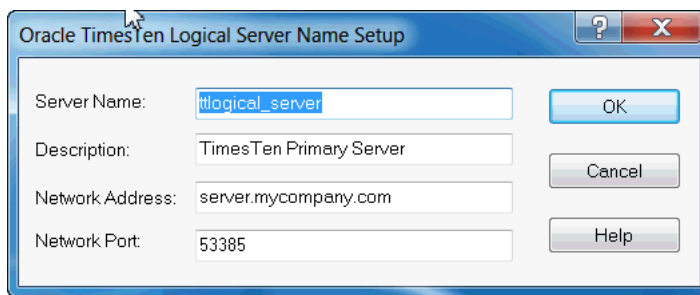 Oracle TimesTen Logical Server Name Setup
Server Name: ttlogical_server OK
Description: TimesTen Primary Server
Cancel
Network Address: server.mycompany.com
Network Port: 53385 Help